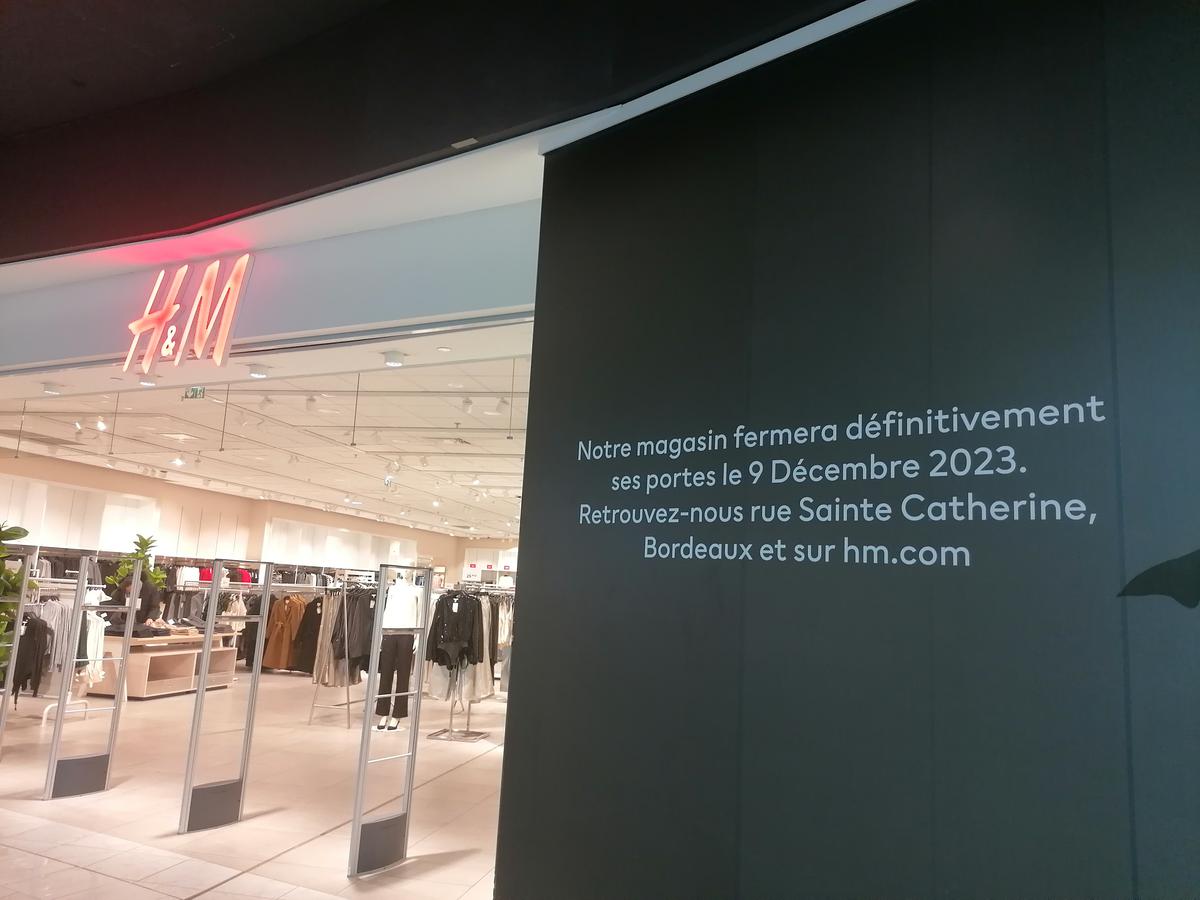 H&M
Notre magasin fermera définitivement
ses portes le 9 Décembre 2023.
Retrouvez-nous rue Sainte Catherine,
Bordeaux et sur hm.com